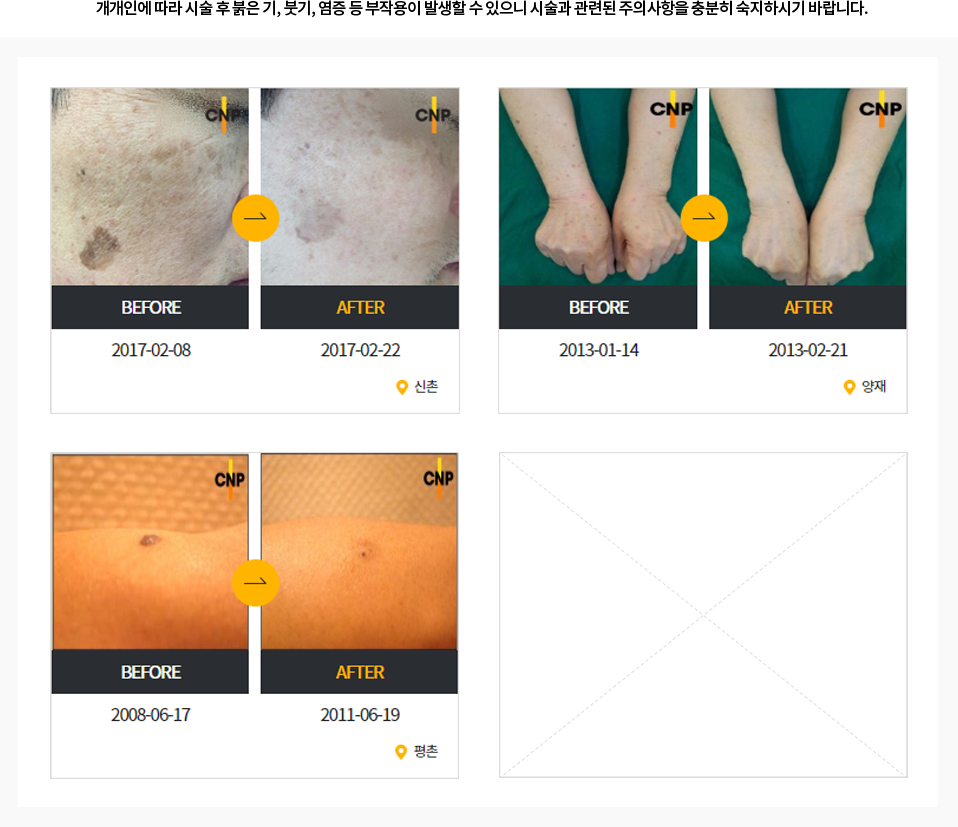 개개인에 따라 시술 후 붉은 기, 붓기, 염증 등 부작용이 발생할 수 있으니 시술과 관련된 주의사항을 충분히 숙지하시기 바랍니다.
CNP
CNP
BEFORE
AFTER
2017-02-08
2017-02-22
신촌
CNP
CNP
BEFORE
AFTER
2013-01-14
2013-02-21
양재
CNP
CNP
BEFORE
AFTER
2008-06-17
2011-06-19
평촌